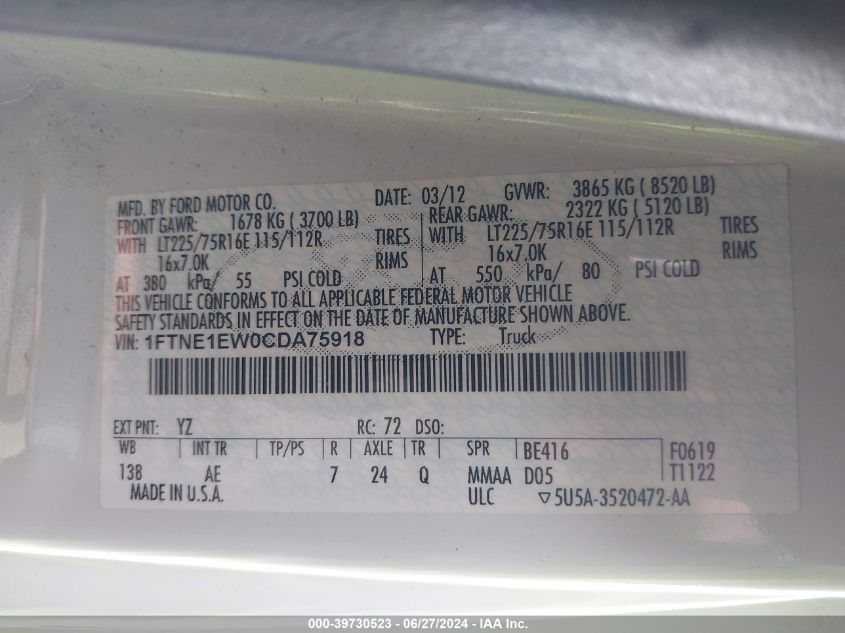 MFD. BY FORD MOTOR CO. DATE: 03/12 GVWR: 3865 KG ( 8520 LB)
FRONT GAWR: 1678 KG ( 3700 LB) REAR GAWR: 2322 KG ( 5120 LB)
WITH LT225/75R16E 115/112R TIRES WITH LT225/75R16E 115/112R TIRES
16x7.0K RIMS 16x7.0K RIMS
AT 380 kPa/ 55 PSI COLD AT 550 kPa/ 80 PSI COLD
THIS VEHICLE CONFORMS TO ALL APPLICABLE FEDERAL MOTOR VEHICLE
SAFETY STANDARDS IN EFFECT ON THE DATE OF MANUFACTURE SHOWN ABOVE.
VIN: 1FTNE1EW0CDA75918 TYPE: Truck
EXT PNT: YZ RC: 72 DSO:
WB INT TR TP/PS R AXLE TR SPR BE416 F0619
138 AE 7 24 Q MMAA D05 T1122
MADE IN U.S.A. ULC ▽5U5A-3520472-AA
000-39730523 - 06/27/2024 - IAA Inc.